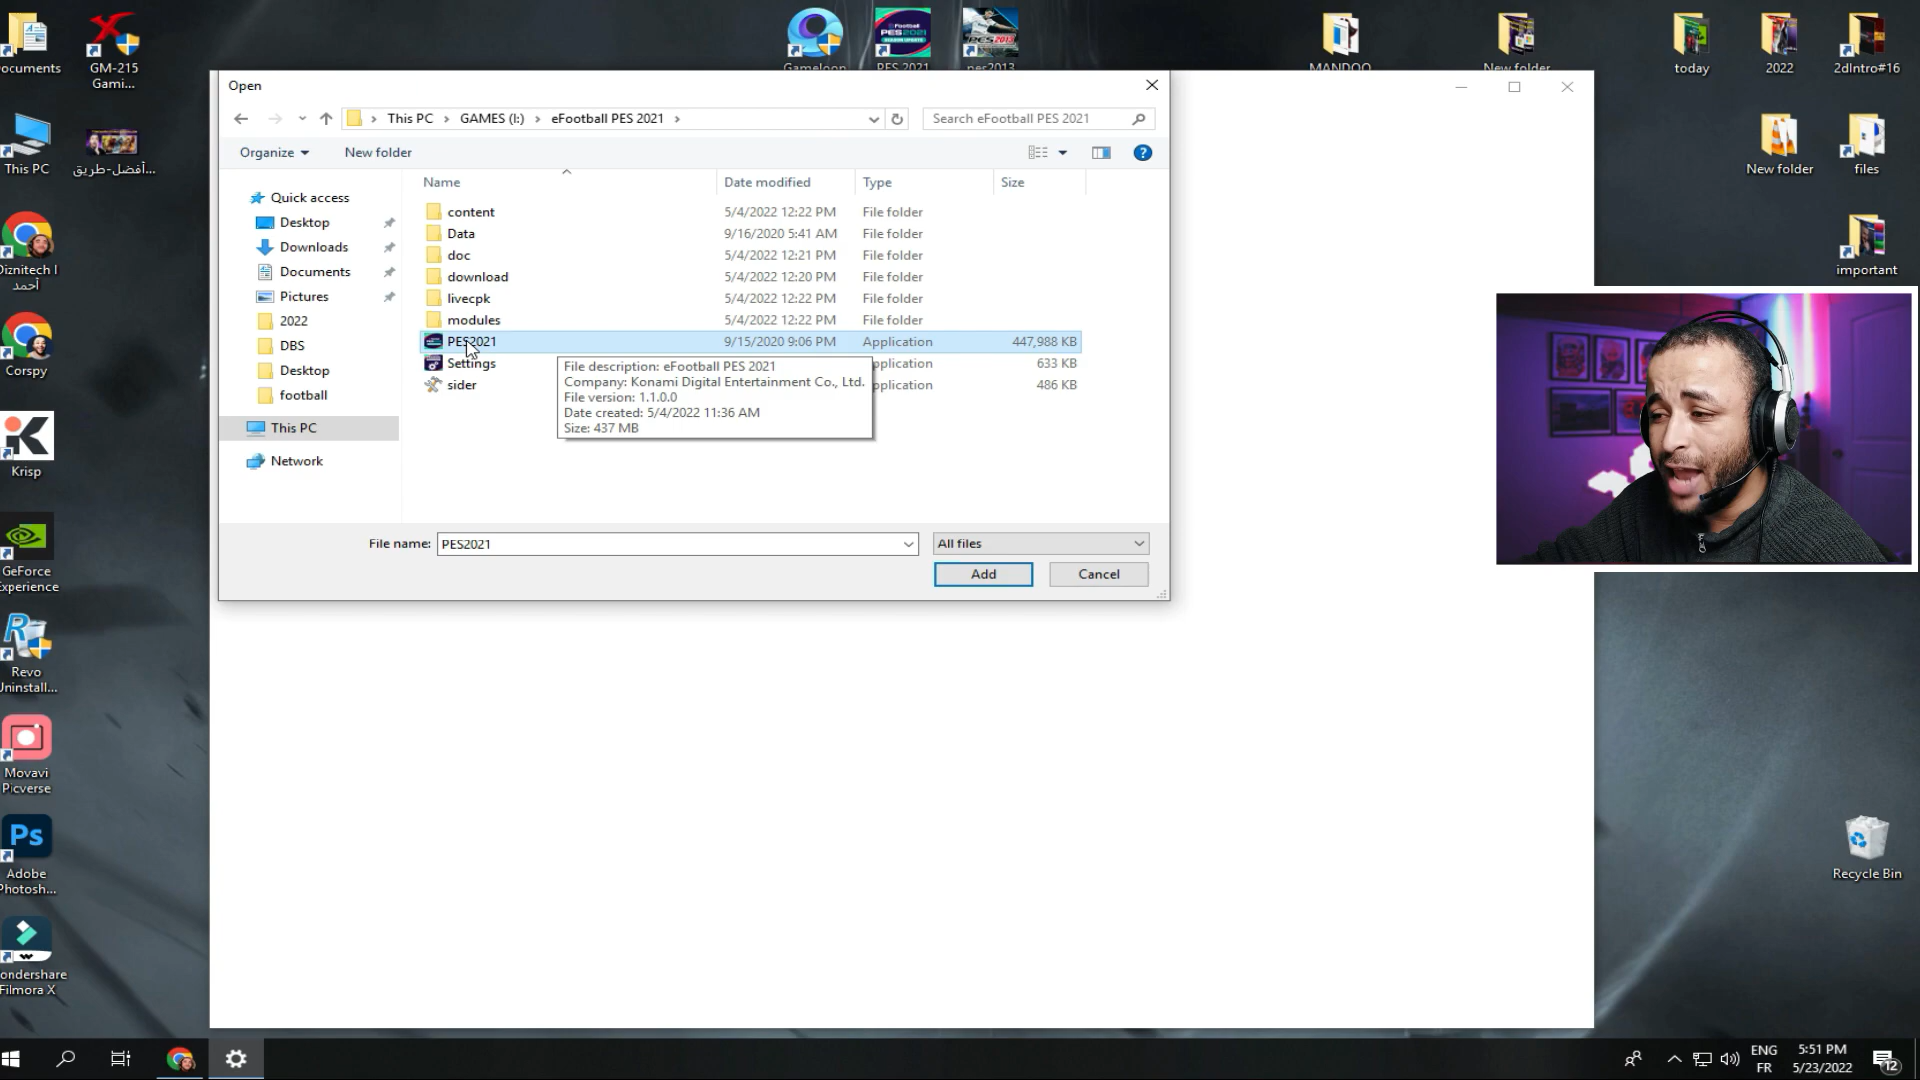 ocuments
GM-215
Gami...
Gameloop
PES 2021
pes2013
MANDOO
New folder
today
2022
2dIntro#16
Open
This PC > GAMES (I:) > eFootball PES 2021 >
Search eFootball PES 2021
Organize
New folder
This PC
أفضل-طريق...
New folder
files
Name
Date modified
Type
Size
Quick access
Desktop
Downloads
Documents
Pictures
2022
DBS
Desktop
football
This PC
Network
content 5/4/2022 12:22 PM File folder
Data 9/16/2020 5:41 AM File folder
doc 5/4/2022 12:21 PM File folder
download 5/4/2022 12:20 PM File folder
livecpk 5/4/2022 12:22 PM File folder
modules 5/4/2022 12:22 PM File folder
PES2021 9/15/2020 9:06 PM Application 447,988 KB
Settings pplication 633 KB
sider pplication 486 KB
File description: eFootball PES 2021
Company: Konami Digital Entertainment Co., Ltd.
File version: 1.1.0.0
Date created: 5/4/2022 11:36 AM
Size: 437 MB
File name: PES2021
All files
Add
Cancel
Diznitech |
أحمد
important
Corspy
Krisp
GeForce
Experience
Revo
Uninstall...
Movavi
Picverse
Ps
Adobe
Photosh...
ondershare
Filmora X
Recycle Bin
ENG
FR
5:51 PM
5/23/2022
12